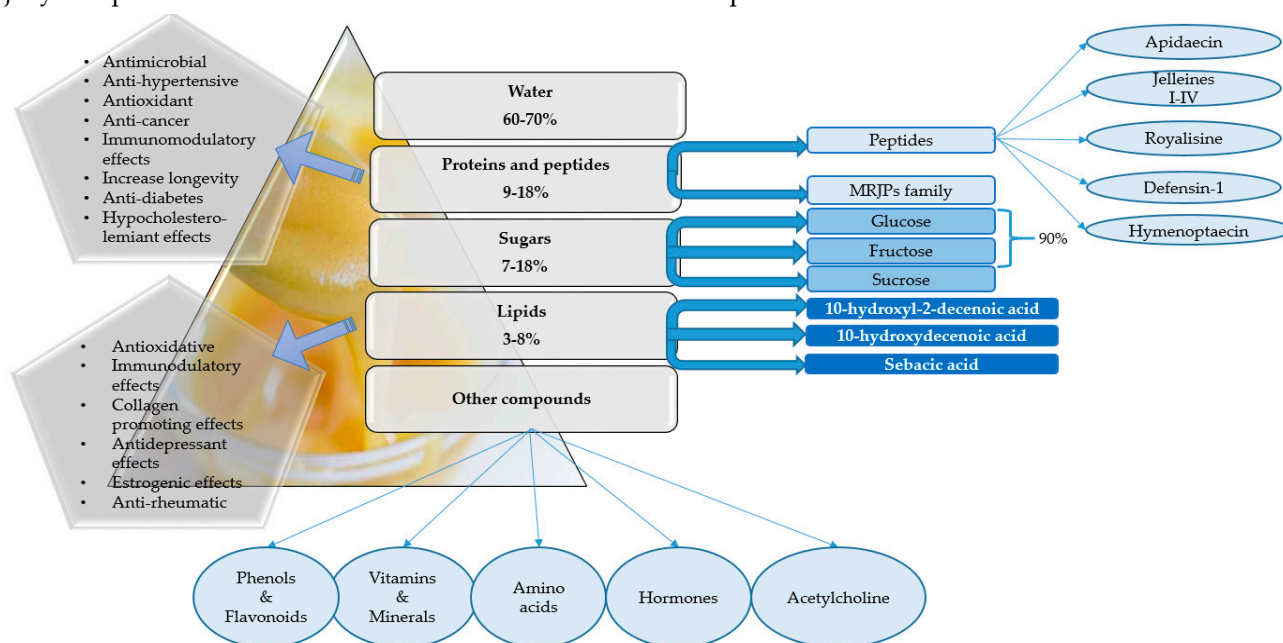 • Antimicrobial
• Anti-hypertensive
• Antioxidant
• Anti-cancer
• Immunomodulatory
effects
• Increase longevity
• Anti-diabetes
• Hypocholestero-
lemiant effects
• Antioxidative
• Immunodulatory
effects
• Collagen
promoting effects
• Antidepressant
effects
• Estrogenic effects
• Anti-rheumatic
Water
60-70%
Proteins and peptides
9-18%
Sugars
7-18%
Lipids
3-8%
Other compounds
Peptides
MRJPs family
Glucose
Fructose
Sucrose
90%
10-hydroxyl-2-decenoic acid
10-hydroxydecenoic acid
Sebacic acid
Apidaecin
Jelleines
I-IV
Royalisine
Defensin-1
Hymenoptaecin
Phenols
&
Flavonoids
Vitamins
&
Minerals
Amino
acids
Hormones
Acetylcholine